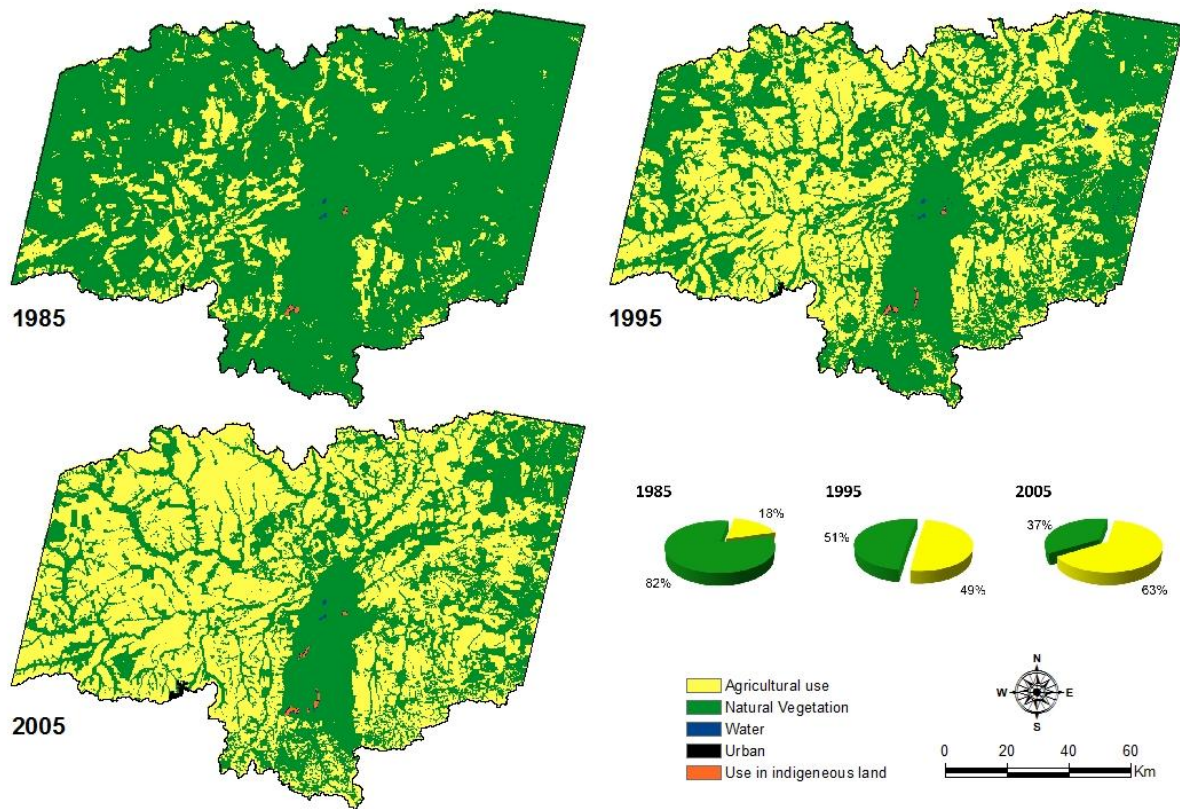 1985
1995
2005
1985
1995
2005
18%
82%
51%
49%
37%
63%
Agricultural use
Natural Vegetation
Water
Urban
Use in indigeneous land
N
W E
S
0 20 40 60
Km